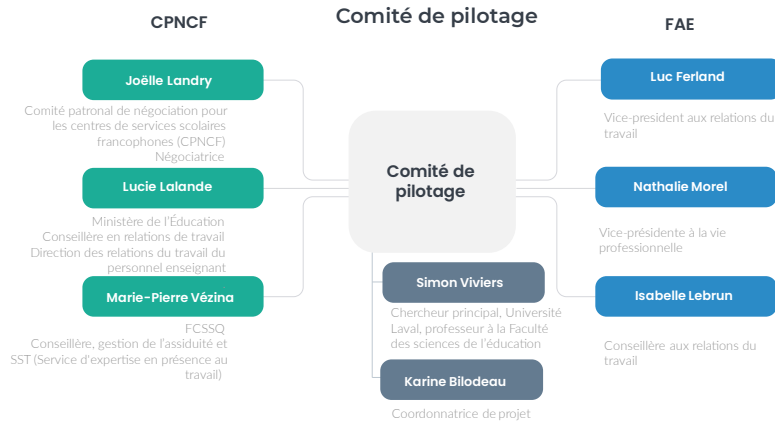 Comité de pilotage
CPNCF
Joëlle Landry
Comité patronal de négociation pour
les centres de services scolaires
francophones (CPNCF)
Négociatrice
Lucie Lalande
Ministère de l'Éducation
Conseillère en relations de travail
Direction des relations du travail du
personnel enseignant
Marie-Pierre Vézina
FCSSQ
Conseillère, gestion de l'assiduité et
SST (Service d'expertise en présence au
travail)
Comité de
pilotage
Simon Viviers
Chercheur principal, Université
Laval, professeur à la Faculté
des sciences de l'éducation
Karine Bilodeau
Coordonnatrice de projet
FAE
Luc Ferland
Vice-president aux relations du
travail
Nathalie Morel
Vice-présidente à la vie
professionnelle
Isabelle Lebrun
Conseillère aux relations du
travail